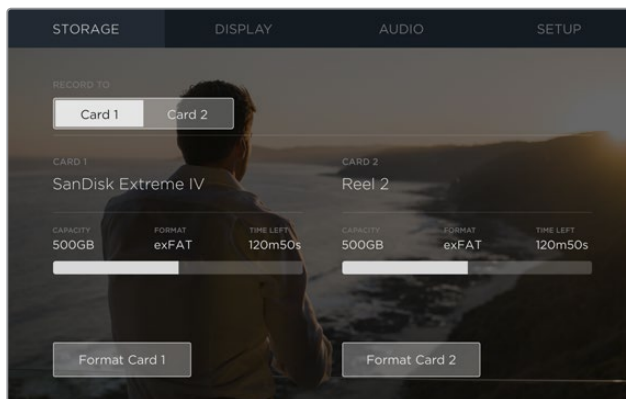 STORAGE DISPLAY AUDIO SETUP
RECORD TO
Card 1 Card 2
CARD 1 CARD 2
SanDisk Extreme IV Reel 2
CAPACITY FORMAT TIME LEFT CAPACITY FORMAT TIME LEFT
500GB exFAT 120m50s 500GB exFAT 120m50s
Format Card 1 Format Card 2